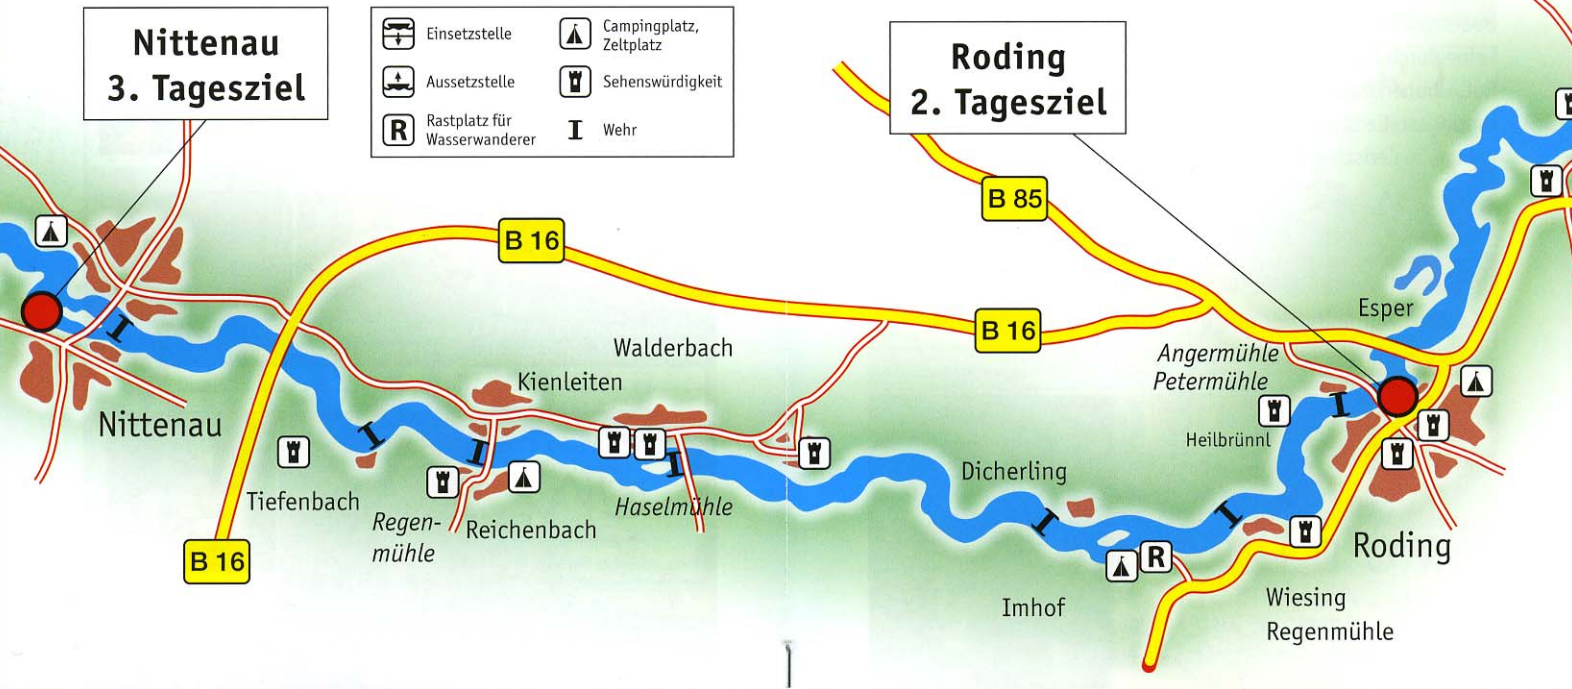 Nittenau
3. Tagesziel
Einsetzstelle
Aussetzstelle
R
Rastplatz für
Wasserwanderer
Campingplatz,
Zeltplatz
Sehenswürdigkeit
Wehr
Roding
2. Tagesziel
B 85
B 16
B 16
Esper
Walderbach
Angermühle
Petermühle
Kienleiten
Nittenau
Heilbrünnl
Dicherling
Tiefenbach
Haselmühle
Regen-
mühle
Reichenbach
Roding
B 16
R
Imhof
Wiesing
Regenmühle